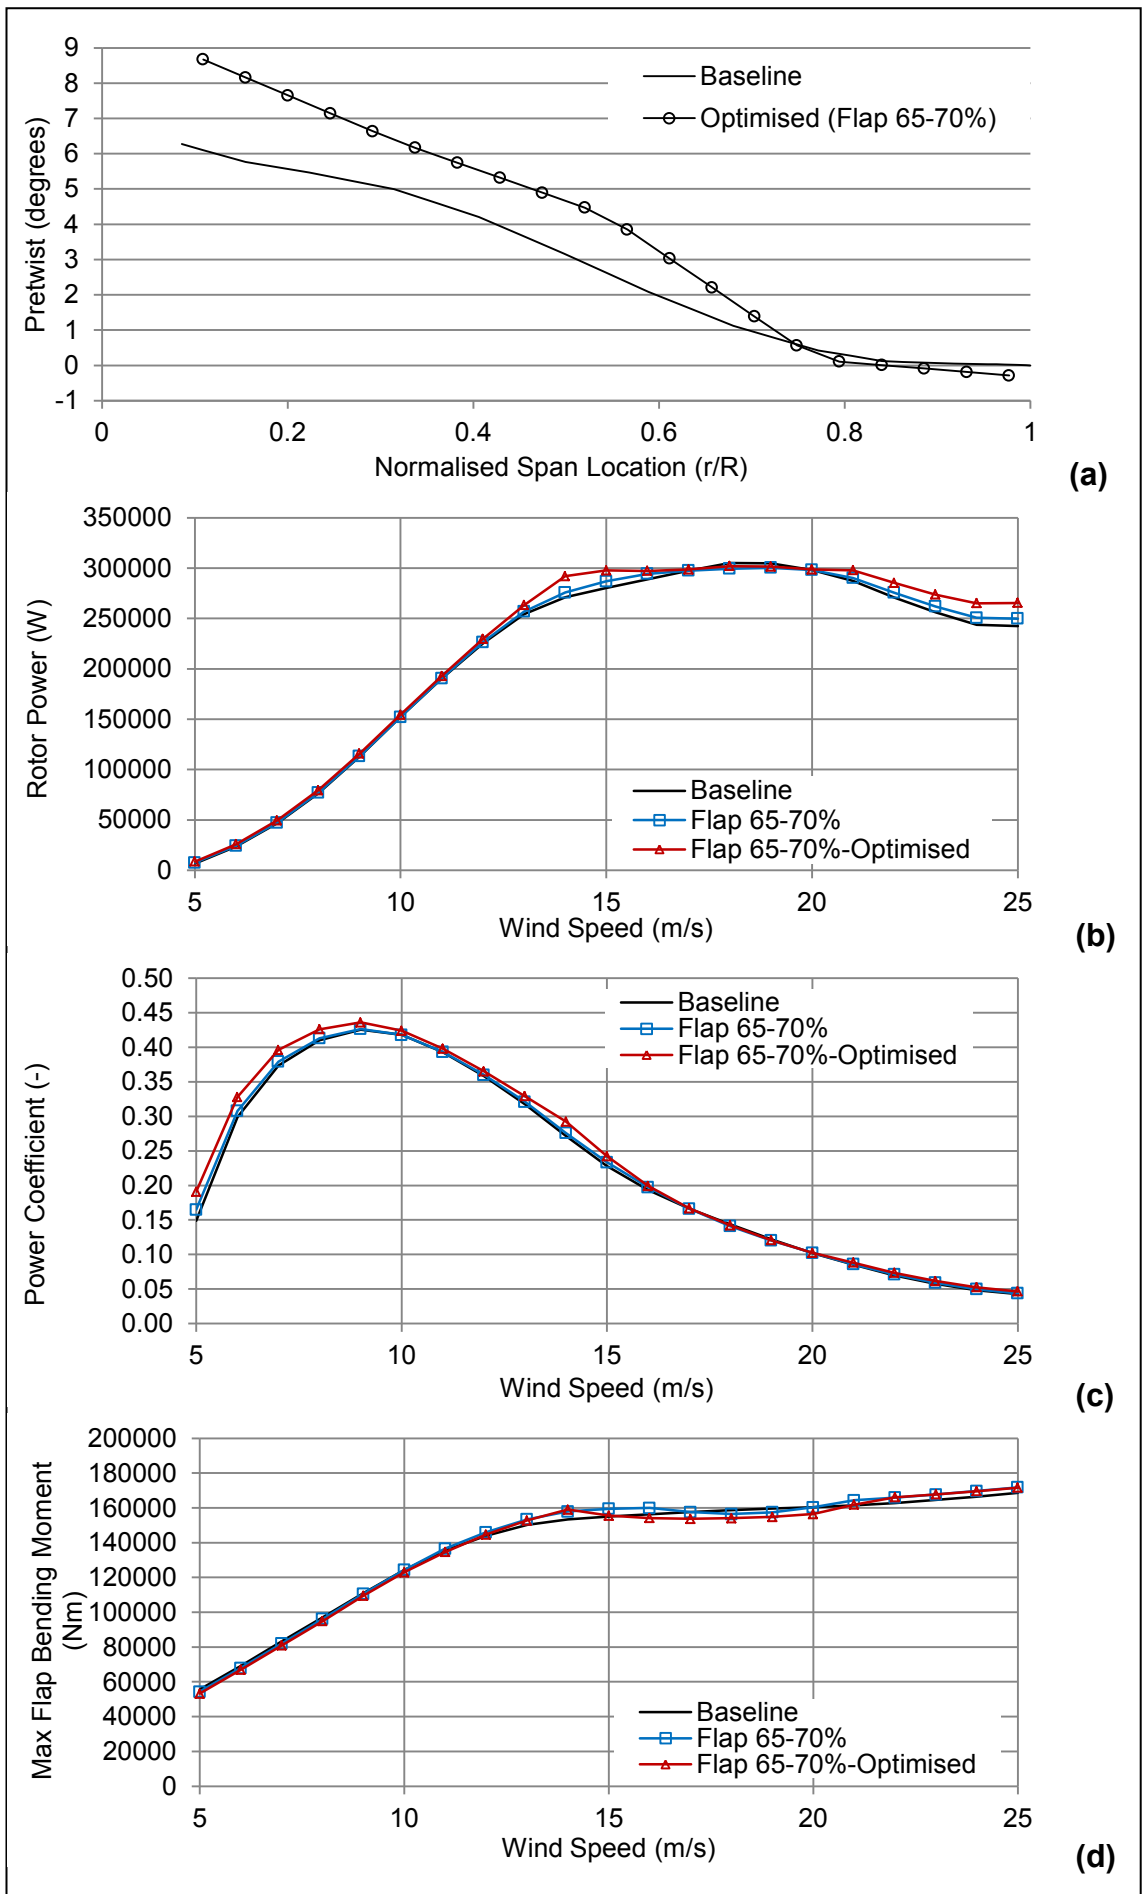 9
8
7
6
5
4
3
2
1
0
-1
Pretwist (degrees)
Baseline
Optimised (Flap 65-70%)
0 0.2 0.4 0.6 0.8 1
Normalised Span Location (r/R)
(a)
350000
300000
250000
200000
150000
100000
50000
0
Rotor Power (W)
Baseline
Flap 65-70%
Flap 65-70%-Optimised
5 10 15 20 25
Wind Speed (m/s)
(b)
0.50
0.45
0.40
0.35
0.30
0.25
0.20
0.15
0.10
0.05
0.00
Power Coefficient (-)
Baseline
Flap 65-70%
Flap 65-70%-Optimised
5 10 15 20 25
Wind Speed (m/s)
(c)
200000
180000
160000
140000
120000
100000
80000
60000
40000
20000
0
Max Flap Bending Moment
(Nm)
Baseline
Flap 65-70%
Flap 65-70%-Optimised
5 10 15 20 25
Wind Speed (m/s)
(d)